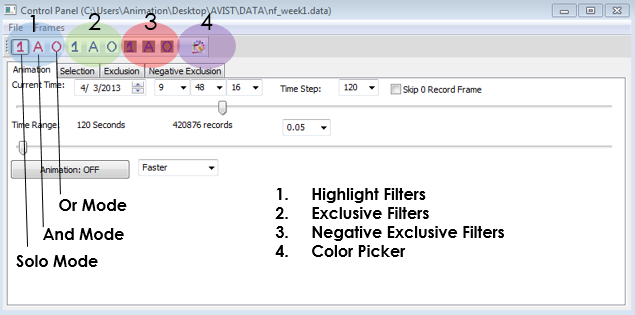 Control Panel (C:\Users\Animation\Desktop\AVIST\DATA\nf_week1.data)
File Frames
1 2 3 4
1 A O 1 A O 1 A O
Animation Selection Exclusion Negative Exclusion
Current Time: 4/ 3/2013 9 48 16 Time Step: 120 Skip 0 Record Frame
Time Range: 120 Seconds 420876 records 0.05
Animation: OFF Faster
Or Mode
And Mode
Solo Mode
1. Highlight Filters
2. Exclusive Filters
3. Negative Exclusive Filters
4. Color Picker